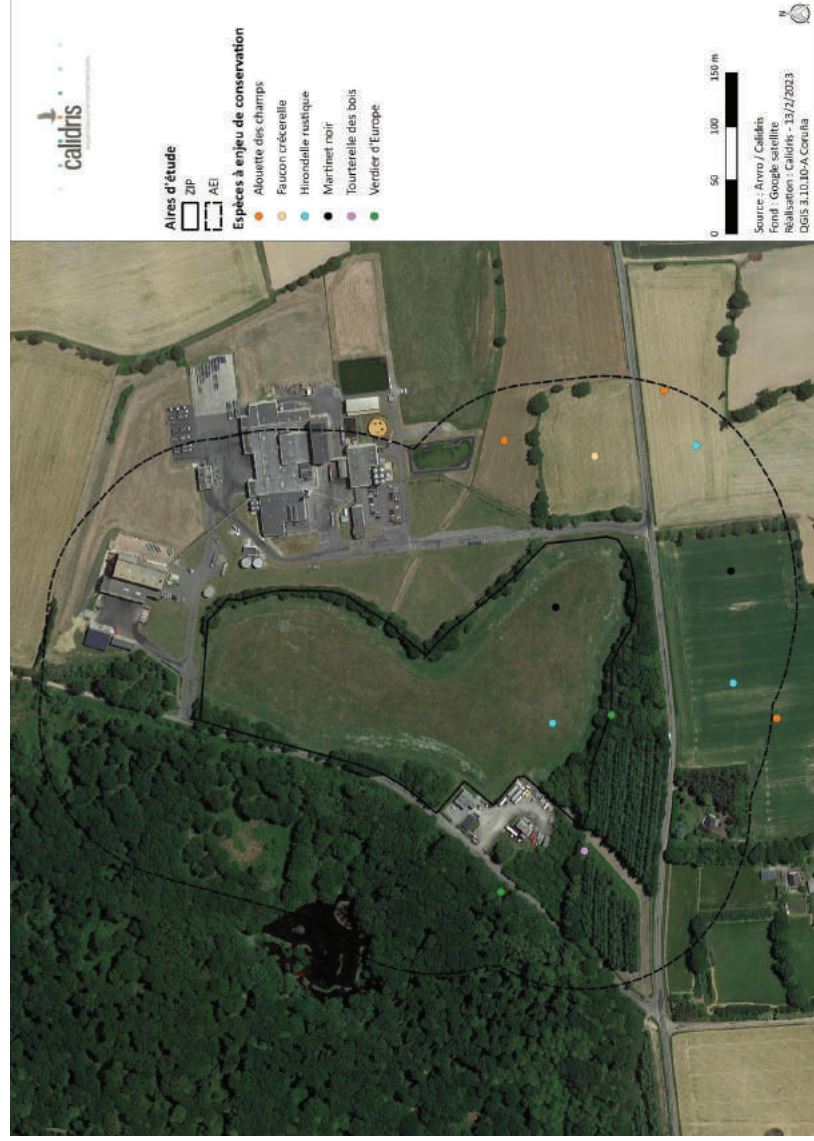 calidris
Aires d'étude
ZIP
AEI
Espèces à enjeu de conservation
Alouette des champs
Faucon crécerelle
Hirondelle rustique
Martinet noir
Tourterelle des bois
Verdier d'Europe
0 50 100 150 m
Source : Arvro / Calidris
Fond : Google satellite
Réalisation : Calidris - 13/2/2023
QGIS 3.10.10-A Coruña
N